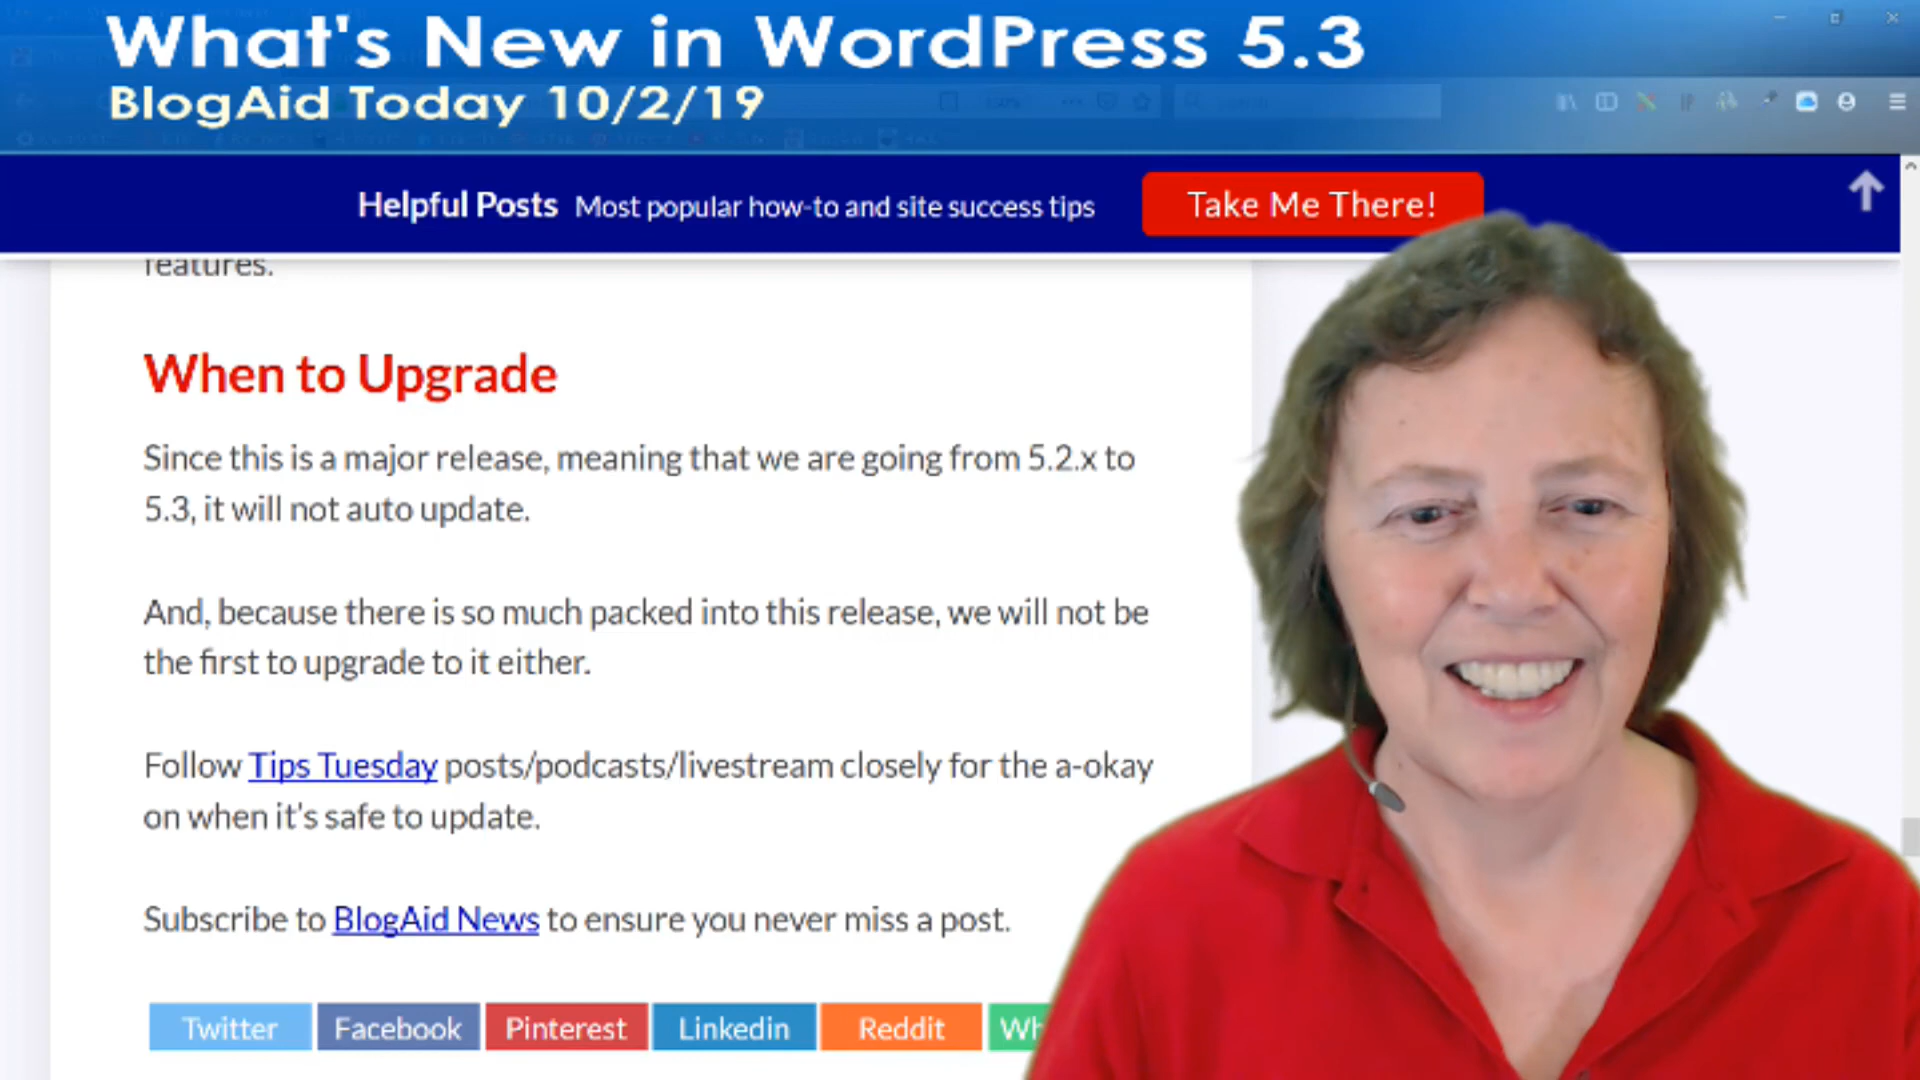 What's New in WordPress 5.3
BlogAid Today 10/2/19
Helpful Posts Most popular how-to and site success tips Take Me There!
features.
When to Upgrade
Since this is a major release, meaning that we are going from 5.2.x to
5.3, it will not auto update.
And, because there is so much packed into this release, we will not be
the first to upgrade to it either.
Follow Tips Tuesday posts/podcasts/livestream closely for the a-okay
on when it's safe to update.
Subscribe to BlogAid News to ensure you never miss a post.
Twitter Facebook Pinterest Linkedin Reddit Wh